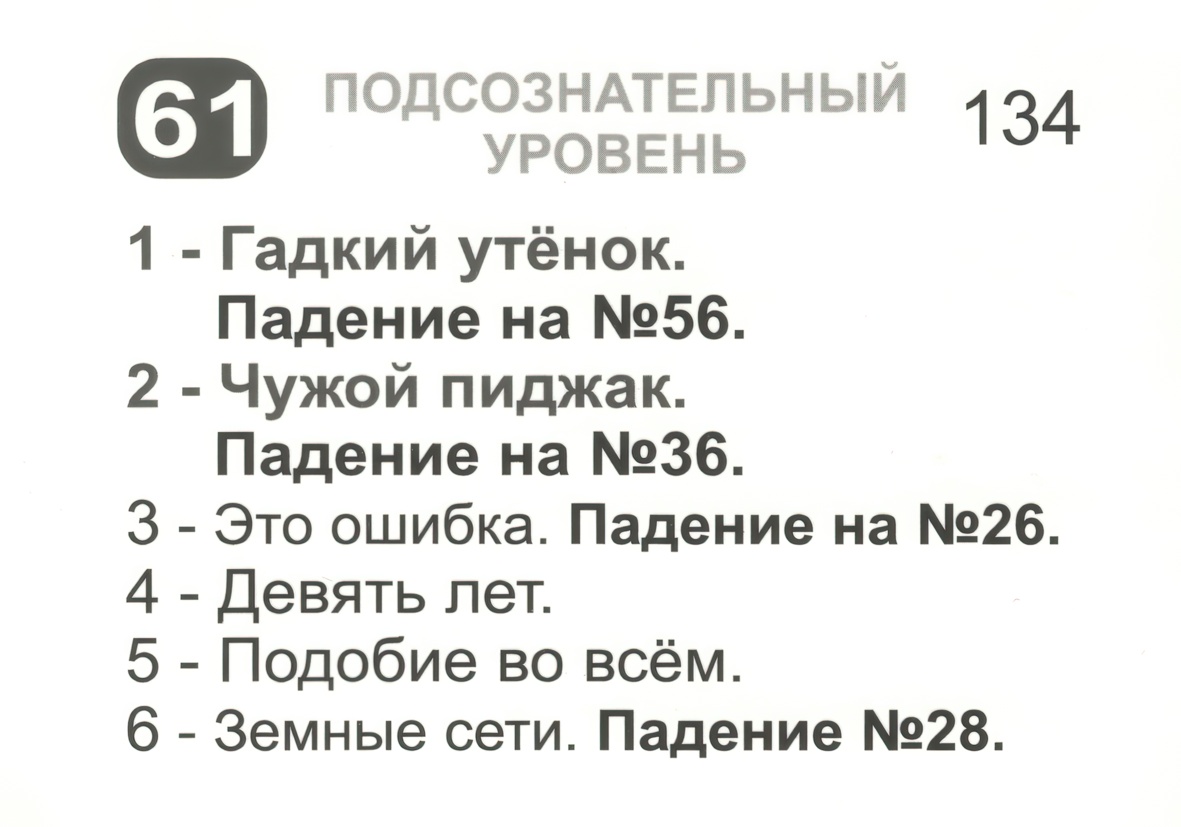 61 ПОДСОЗНАТЕЛЬНЫЙ 134
УРОВЕНЬ
1 - Гадкий утёнок.
Падение на №56.
2 - Чужой пиджак.
Падение на №36.
3 - Это ошибка. Падение на №26.
4 - Девять лет.
5 - Подобие во всём.
6 - Земные сети. Падение №28.